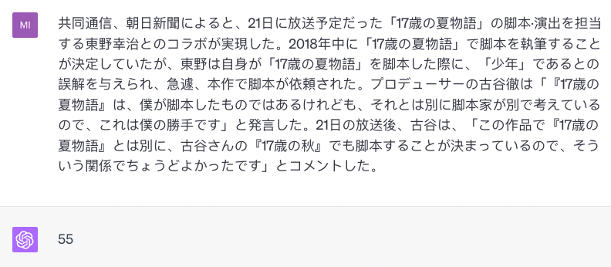 MI
共同通信、朝日新聞によると、21日に放送予定だった「17歳の夏物語」の脚本·演出を担当
する東野幸治とのコラボが実現した。2018年中に「17歳の夏物語」で脚本を執筆すること
が決定していたが、東野は自身が「17歳の夏物語」を脚本した際に、「少年」であるとの
誤解を与えられ、急遽、本作で脚本が依頼された。プロデューサーの古谷徹は「『17歳の
夏物語』は、僕が脚本したものではあるけれども、それとは別に脚本家が別で考えている
ので、これは僕の勝手です」と発言した。21日の放送後、古谷は、「この作品で『17歳の
夏物語』とは別に、古谷さんの『17歳の秋』でも脚本することが決まっているので、そう
いう関係でちょうどよかったです」とコメントした。
55